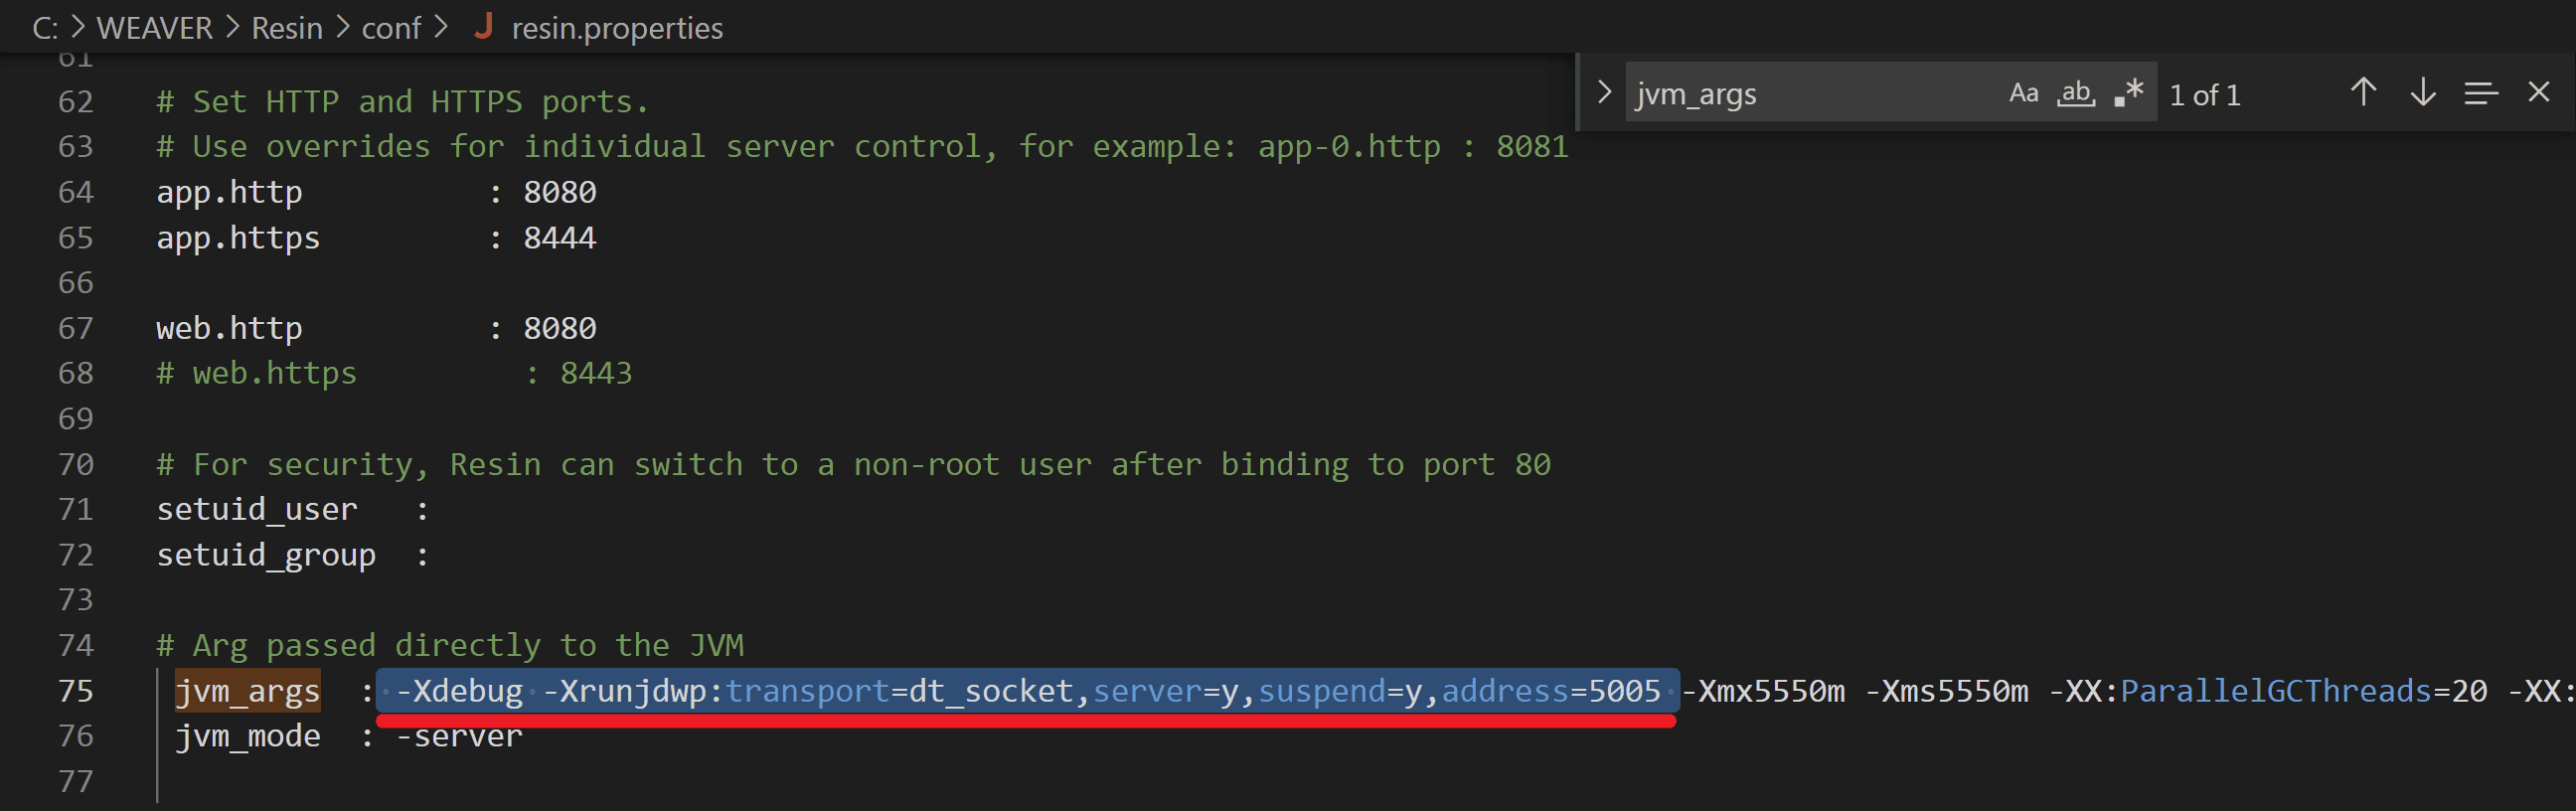 C: > WEAVER > Resin > conf > J resin.properties
jvm_args Aa ab 1 of 1
61
62 # Set HTTP and HTTPS ports.
63 # Use overrides for individual server control, for example: app-0.http : 8081
64 app.http : 8080
65 app.https : 8444
66
67 web.http : 8080
68 # web.https : 8443
69
70 # For security, Resin can switch to a non-root user after binding to port 80
71 setuid_user :
72 setuid_group :
73
74 # Arg passed directly to the JVM
75 jvm_args : -Xdebug -Xrunjdwp:transport=dt_socket,server=y,suspend=y,address=5005 -Xmx5550m -Xms5550m -XX:ParallelGCThreads=20 -XX:
76 jvm_mode : -server
77